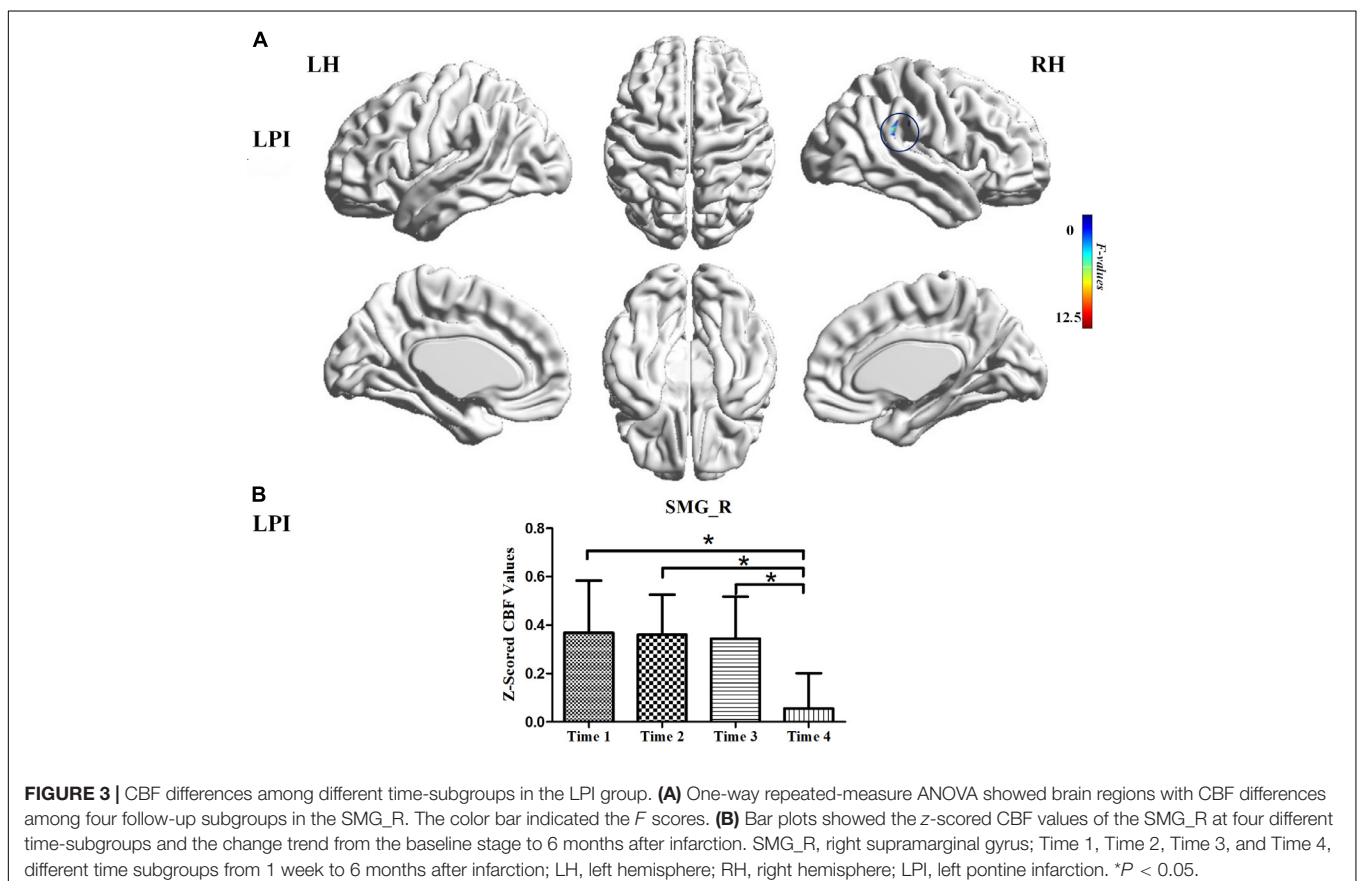 A
LH
RH
LPI
0
F-values
12.5
B
LPI
SMG_R
0.8
0.6
0.4
0.2
0.0
Z-Scored CBF Values
*
*
*
Time 1 Time 2 Time 3 Time 4
FIGURE 3 | CBF differences among different time-subgroups in the LPI group. (A) One-way repeated-measure ANOVA showed brain regions with CBF differences
among four follow-up subgroups in the SMG_R. The color bar indicated the F scores. (B) Bar plots showed the z-scored CBF values of the SMG_R at four different
time-subgroups and the change trend from the baseline stage to 6 months after infarction. SMG_R, right supramarginal gyrus; Time 1, Time 2, Time 3, and Time 4,
different time subgroups from 1 week to 6 months after infarction; LH, left hemisphere; RH, right hemisphere; LPI, left pontine infarction. *P < 0.05.